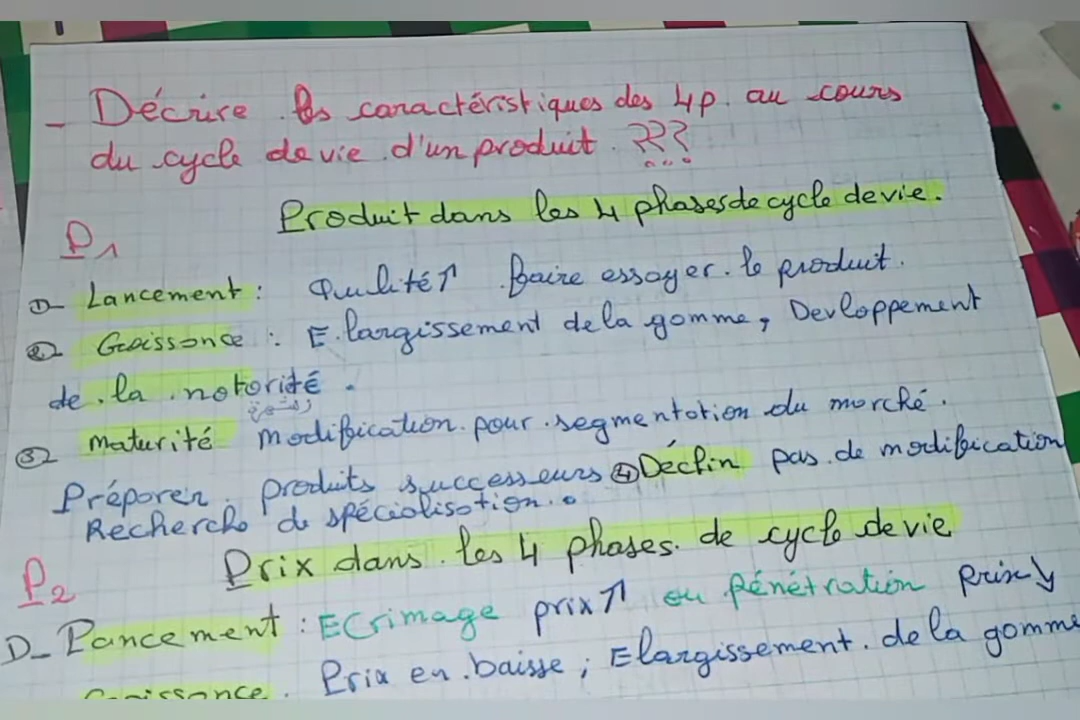 - Décrire les caractéristiques des 4p. au cours
du cycle de vie d'un produit. ???
Produit dans les 4 phases de cycle de vie.
P1
①- Lancement : Qualité ↑ faire essayer le produit.
② Croissance : Elargissement de la gamme, Devloppement
de la notorité.
③ maturité modification pour segmentation du marché.
Préparer produits successeurs ④ Déclin pas de modification
Recherche de spécialisation.
P2 Prix dans les 4 phases de cycle de vie
①- Lancement : ECrimage prix ↑ ou pénétration prix ↓
Croissance. Prix en baisse ; Elargissement de la gamme